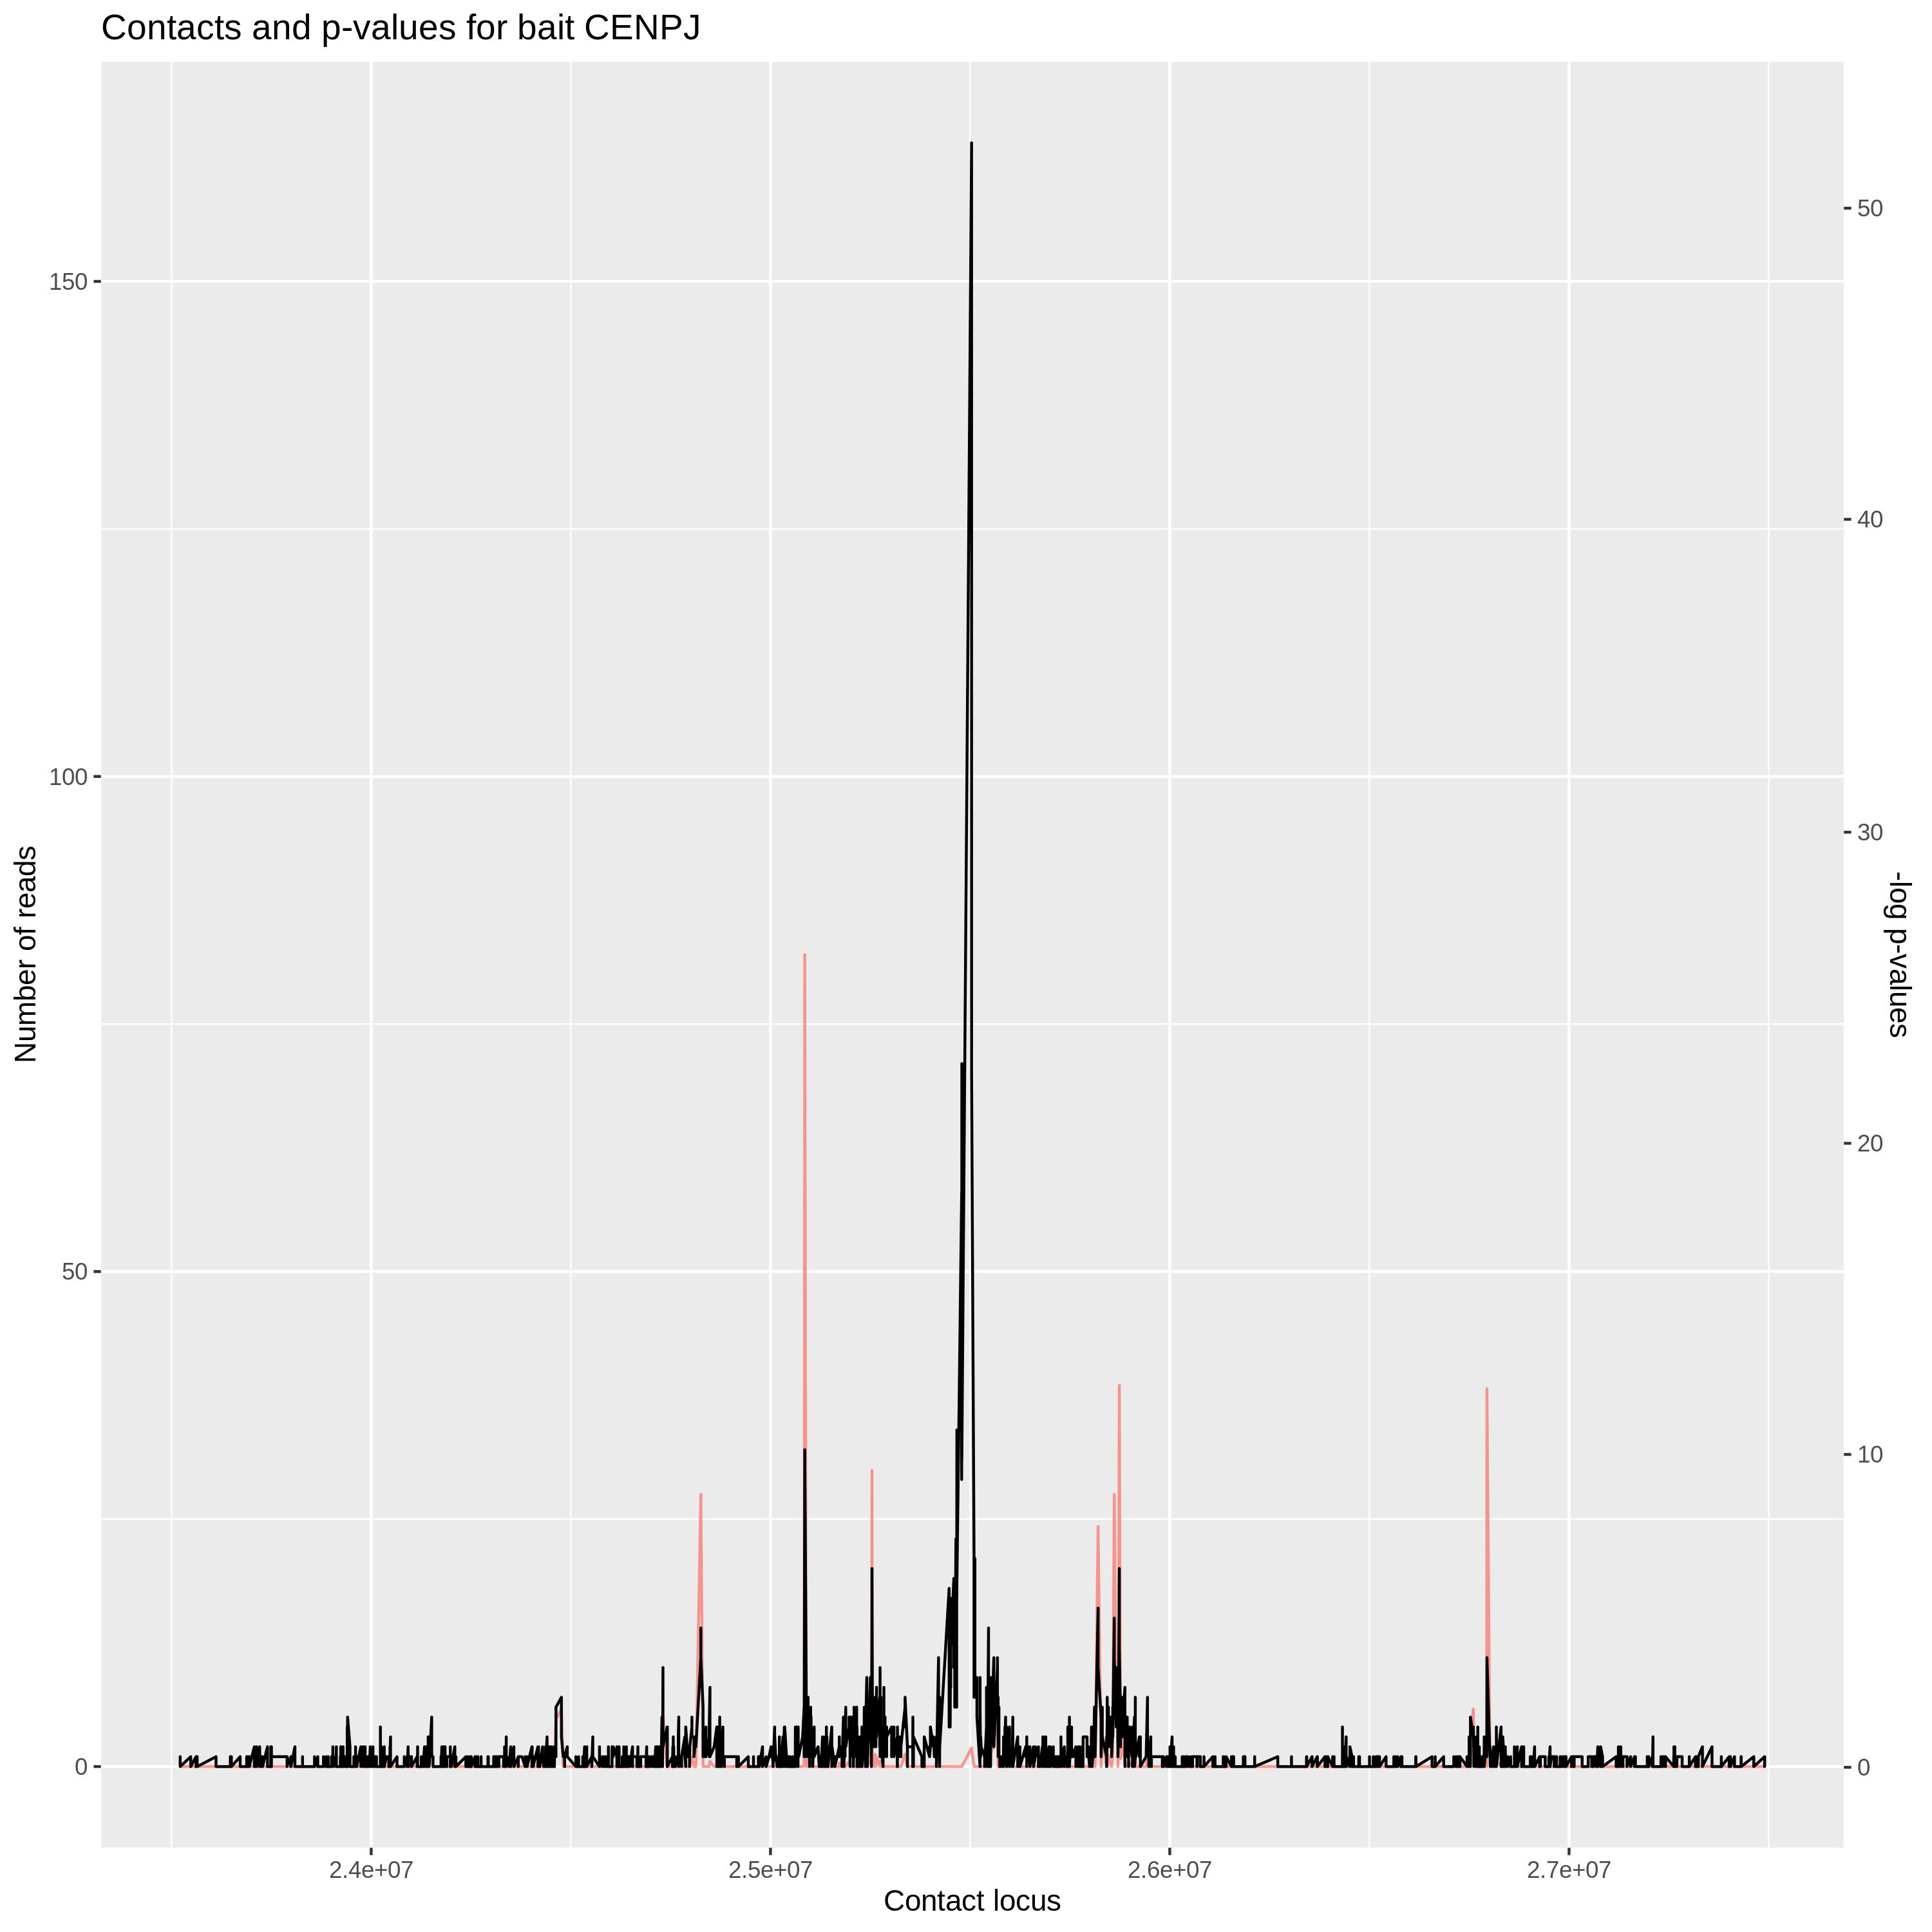 Contacts and p-values for bait CENPJ
50
150
40
100
30
Number of reads
-log p-values
20
50
10
0
0
2.4e+07
2.5e+07
2.6e+07
2.7e+07
Contact locus